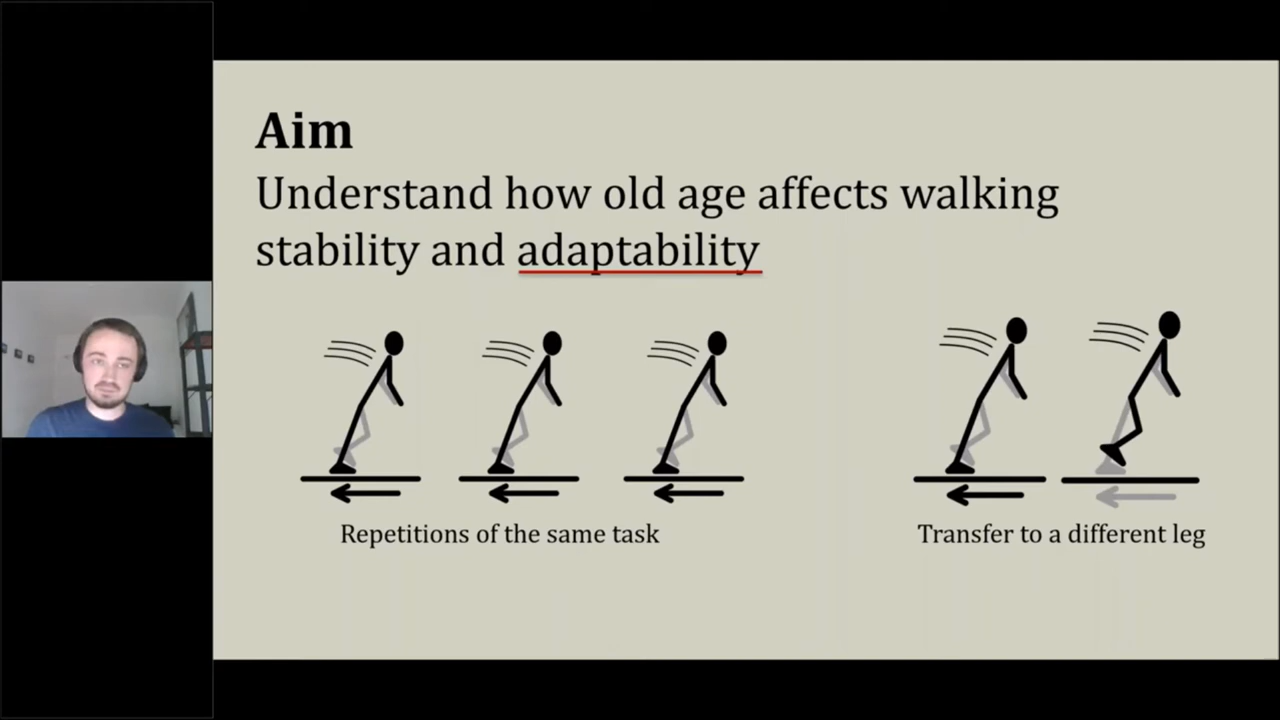 Aim
Understand how old age affects walking
stability and adaptability
Repetitions of the same task
Transfer to a different leg